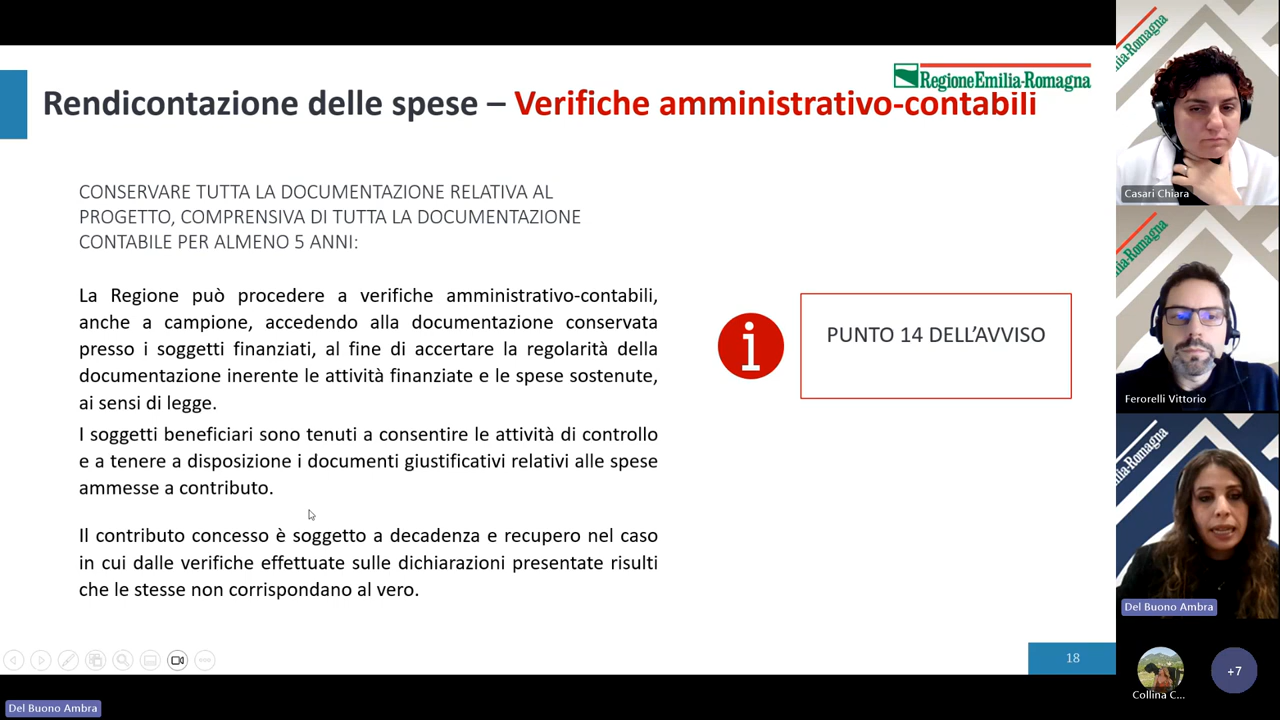 Rendicontazione delle spese – Verifiche amministrativo-contabili
RegioneEmilia-Romagna
CONSERVARE TUTTA LA DOCUMENTAZIONE RELATIVA AL
PROGETTO, COMPRENSIVA DI TUTTA LA DOCUMENTAZIONE
CONTABILE PER ALMENO 5 ANNI:
La Regione può procedere a verifiche amministrativo-contabili,
anche a campione, accedendo alla documentazione conservata
presso i soggetti finanziati, al fine di accertare la regolarità della
documentazione inerente le attività finanziate e le spese sostenute,
ai sensi di legge.
I soggetti beneficiari sono tenuti a consentire le attività di controllo
e a tenere a disposizione i documenti giustificativi relativi alle spese
ammesse a contributo.
Il contributo concesso è soggetto a decadenza e recupero nel caso
in cui dalle verifiche effettuate sulle dichiarazioni presentate risulti
che le stesse non corrispondano al vero.
i
PUNTO 14 DELL’AVVISO
18
Del Buono Ambra
ilia-Romagna
Casari Chiara
ilia-Romagna
Ferorelli Vittorio
ilia-Romagna
Del Buono Ambra
Collina C...
+7